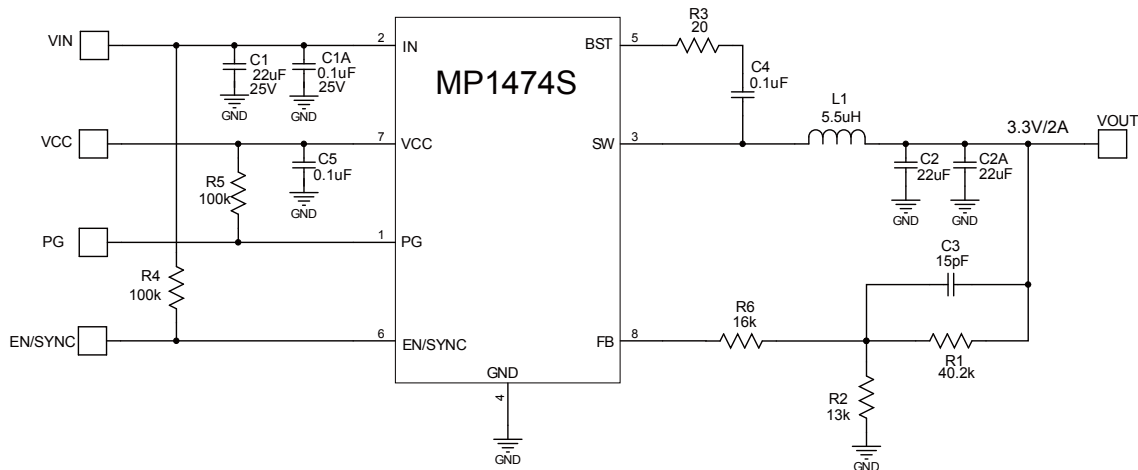 VIN
2
IN
C1
22uF
25V
GND
C1A
0.1uF
25V
GND
MP1474S
BST
5
R3
20
C4
0.1uF
VCC
7
VCC
C5
0.1uF
GND
R5
100k
SW
3
L1
5.5uH
3.3V/2A
VOUT
C2
22uF
GND
C2A
22uF
GND
PG
1
PG
R4
100k
C3
15pF
EN/SYNC
6
EN/SYNC
FB
8
R6
16k
R1
40.2k
GND
4
GND
R2
13k
GND